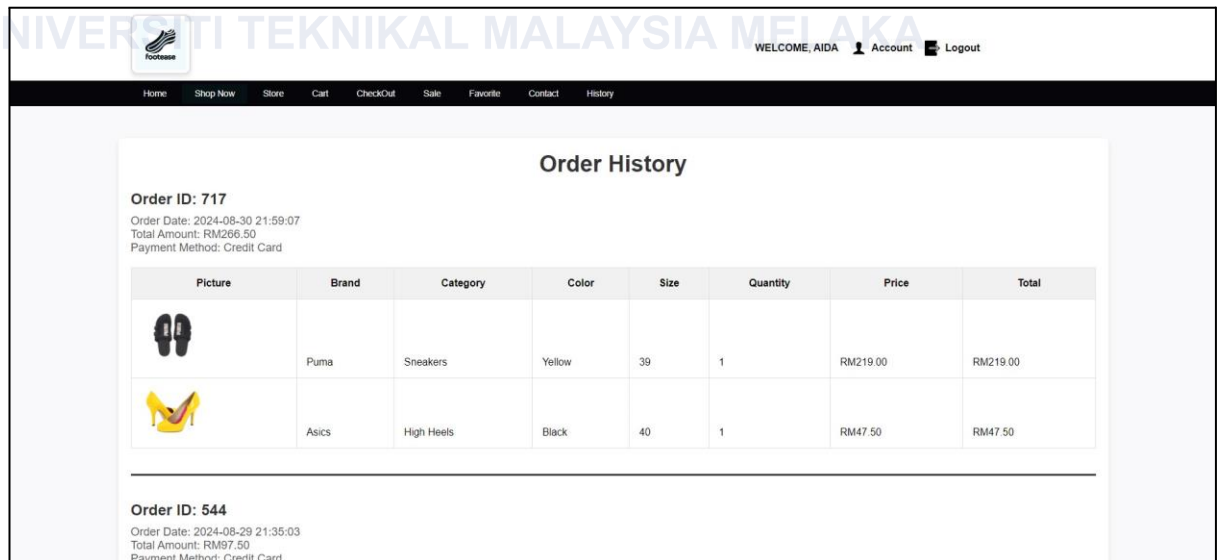 NIVERSITI TEKNIKAL MALAYSIA MELAKA
footease
WELCOME, AIDA Account Logout
Home Shop Now Store Cart CheckOut Sale Favorite Contact History
Order History
Order ID: 717
Order Date: 2024-08-30 21:59:07
Total Amount: RM266.50
Payment Method: Credit Card
Picture Brand Category Color Size Quantity Price Total
Puma Sneakers Yellow 39 1 RM219.00 RM219.00
Asics High Heels Black 40 1 RM47.50 RM47.50
Order ID: 544
Order Date: 2024-08-29 21:35:03
Total Amount: RM97.50
Payment Method: Credit Card